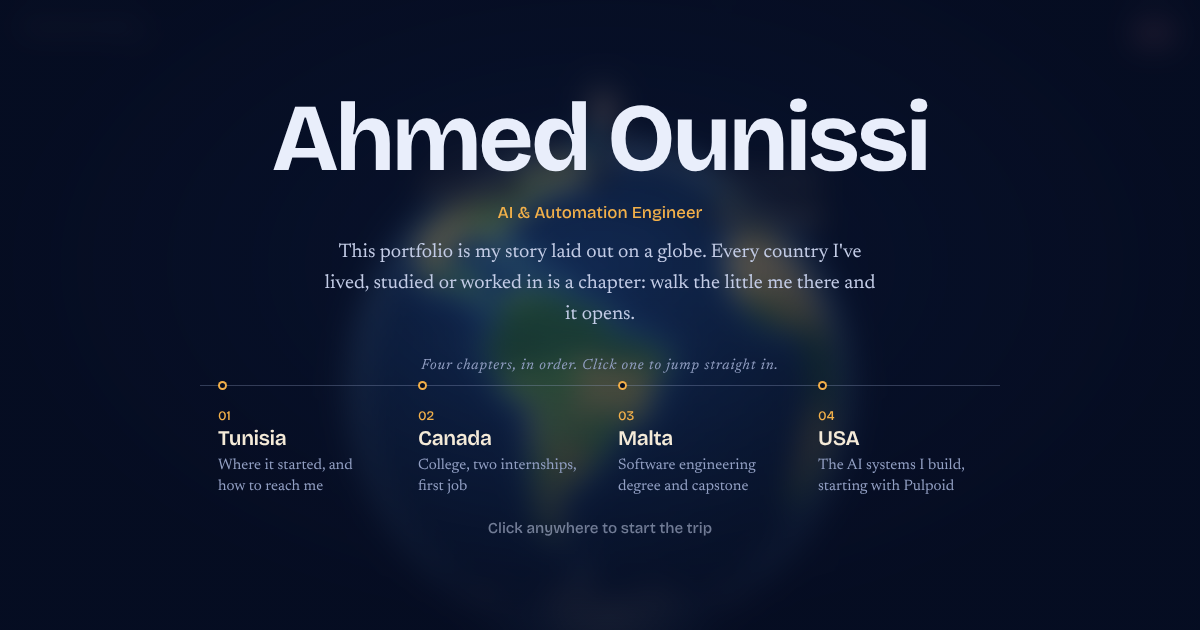 Ahmed Ounissi
AI & Automation Engineer
This portfolio is my story laid out on a globe. Every country I've
lived, studied or worked in is a chapter: walk the little me there and
it opens.
Four chapters, in order. Click one to jump straight in.
01
Tunisia
Where it started, and
how to reach me
02
Canada
College, two internships,
first job
03
Malta
Software engineering
degree and capstone
04
USA
The AI systems I build,
starting with Pulpoid
Click anywhere to start the trip